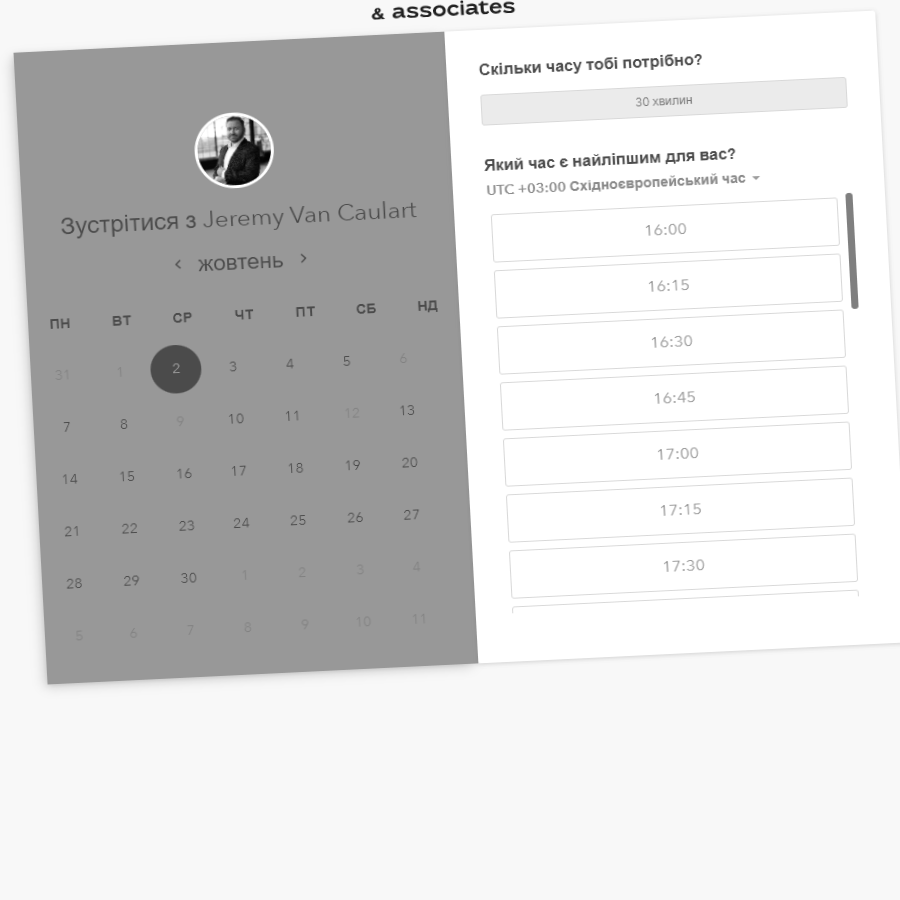 & associates
Зустрітися з Jeremy Van Caulart
жовтень
ПН ВТ СР ЧТ ПТ СБ НД
31 1 2 3 4 5 6
7 8 9 10 11 12 13
14 15 16 17 18 19 20
21 22 23 24 25 26 27
28 29 30 1 2 3 4
5 6 7 8 9 10 11
Скільки часу тобі потрібно?
30 хвилин
Який час є найліпшим для вас?
UTC +03:00 Східноєвропейський час
16:00
16:15
16:30
16:45
17:00
17:15
17:30